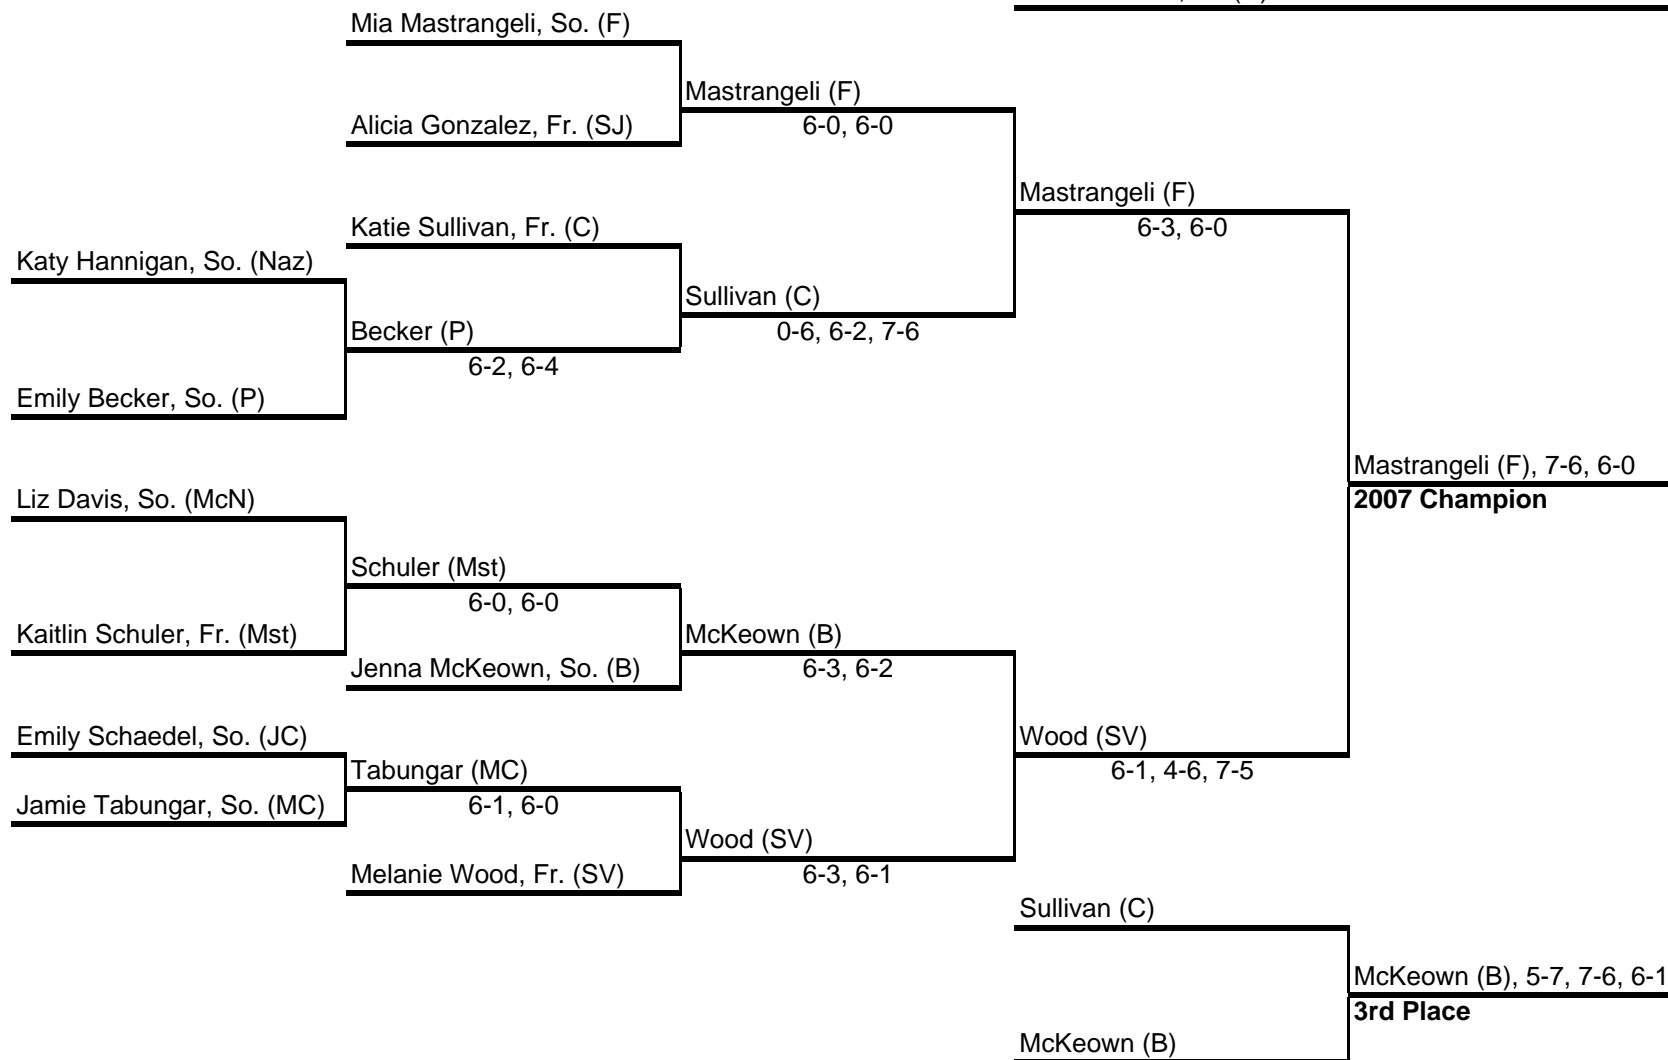 Mia Mastrangeli, So. (F)
Mastrangeli (F)
Alicia Gonzalez, Fr. (SJ)
6-0, 6-0
Mastrangeli (F)
Katie Sullivan, Fr. (C)
6-3, 6-0
Katy Hannigan, So. (Naz)
Sullivan (C)
Becker (P)
0-6, 6-2, 7-6
6-2, 6-4
Emily Becker, So. (P)
Mastrangeli (F), 7-6, 6-0
Liz Davis, So. (McN)
2007 Champion
Schuler (Mst)
6-0, 6-0
Kaitlin Schuler, Fr. (Mst)
McKeown (B)
Jenna McKeown, So. (B)
6-3, 6-2
Emily Schaedel, So. (JC)
Wood (SV)
Tabungar (MC)
6-1, 4-6, 7-5
Jamie Tabungar, So. (MC)
6-1, 6-0
Wood (SV)
Melanie Wood, Fr. (SV)
6-3, 6-1
Sullivan (C)
McKeown (B), 5-7, 7-6, 6-1
3rd Place
McKeown (B)